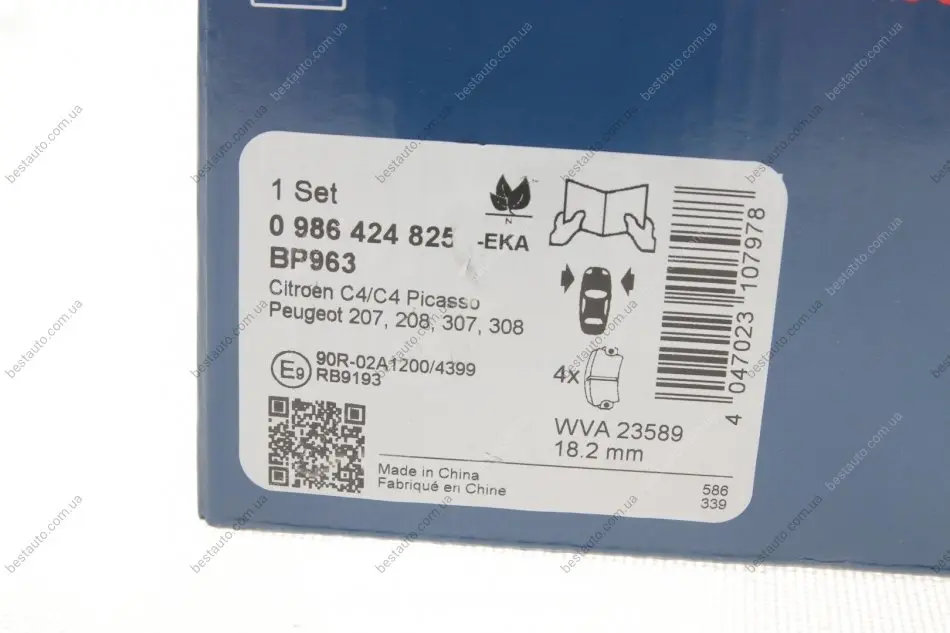 1 Set
0 986 424 825 -EKA
BP963
N
Citroën C4/C4 Picasso
Peugeot 207, 208, 307, 308
E9
90R-02A1200/4399
RB9193
4x
WVA 23589
18.2 mm
Made in China
Fabriqué en Chine
586
339
4 047023 107978
bestauto.com.ua